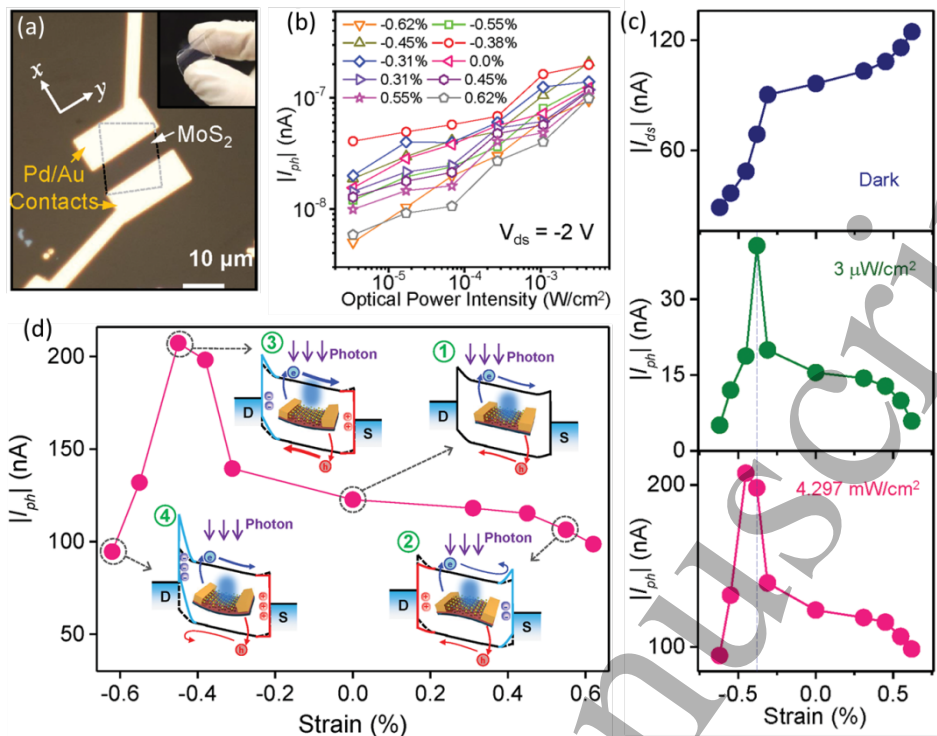 (a)
x
y
MoS₂
Pd/Au
Contacts
10 µm
(b)
|Iph| (nA)
10⁻⁷
10⁻⁸
-0.62%
-0.55%
-0.45%
-0.38%
-0.31%
0.0%
0.31%
0.45%
0.55%
0.62%
Vds = -2 V
10⁻⁵
10⁻⁴
10⁻³
Optical Power Intensity (W/cm²)
(c)
|Ids| (nA)
120
60
Dark
|Iph| (nA)
30
15
0
3 µW/cm²
|Iph| (nA)
200
100
4.297 mW/cm²
-0.5
0.0
0.5
Strain (%)
(d)
|Iph| (nA)
200
150
100
50
3
Photon
e
D
S
h
1
Photon
e
D
S
h
4
Photon
e
D
S
h
2
Photon
e
D
S
h
-0.6
-0.4
-0.2
0.0
0.2
0.4
0.6
Strain (%)
nuscri